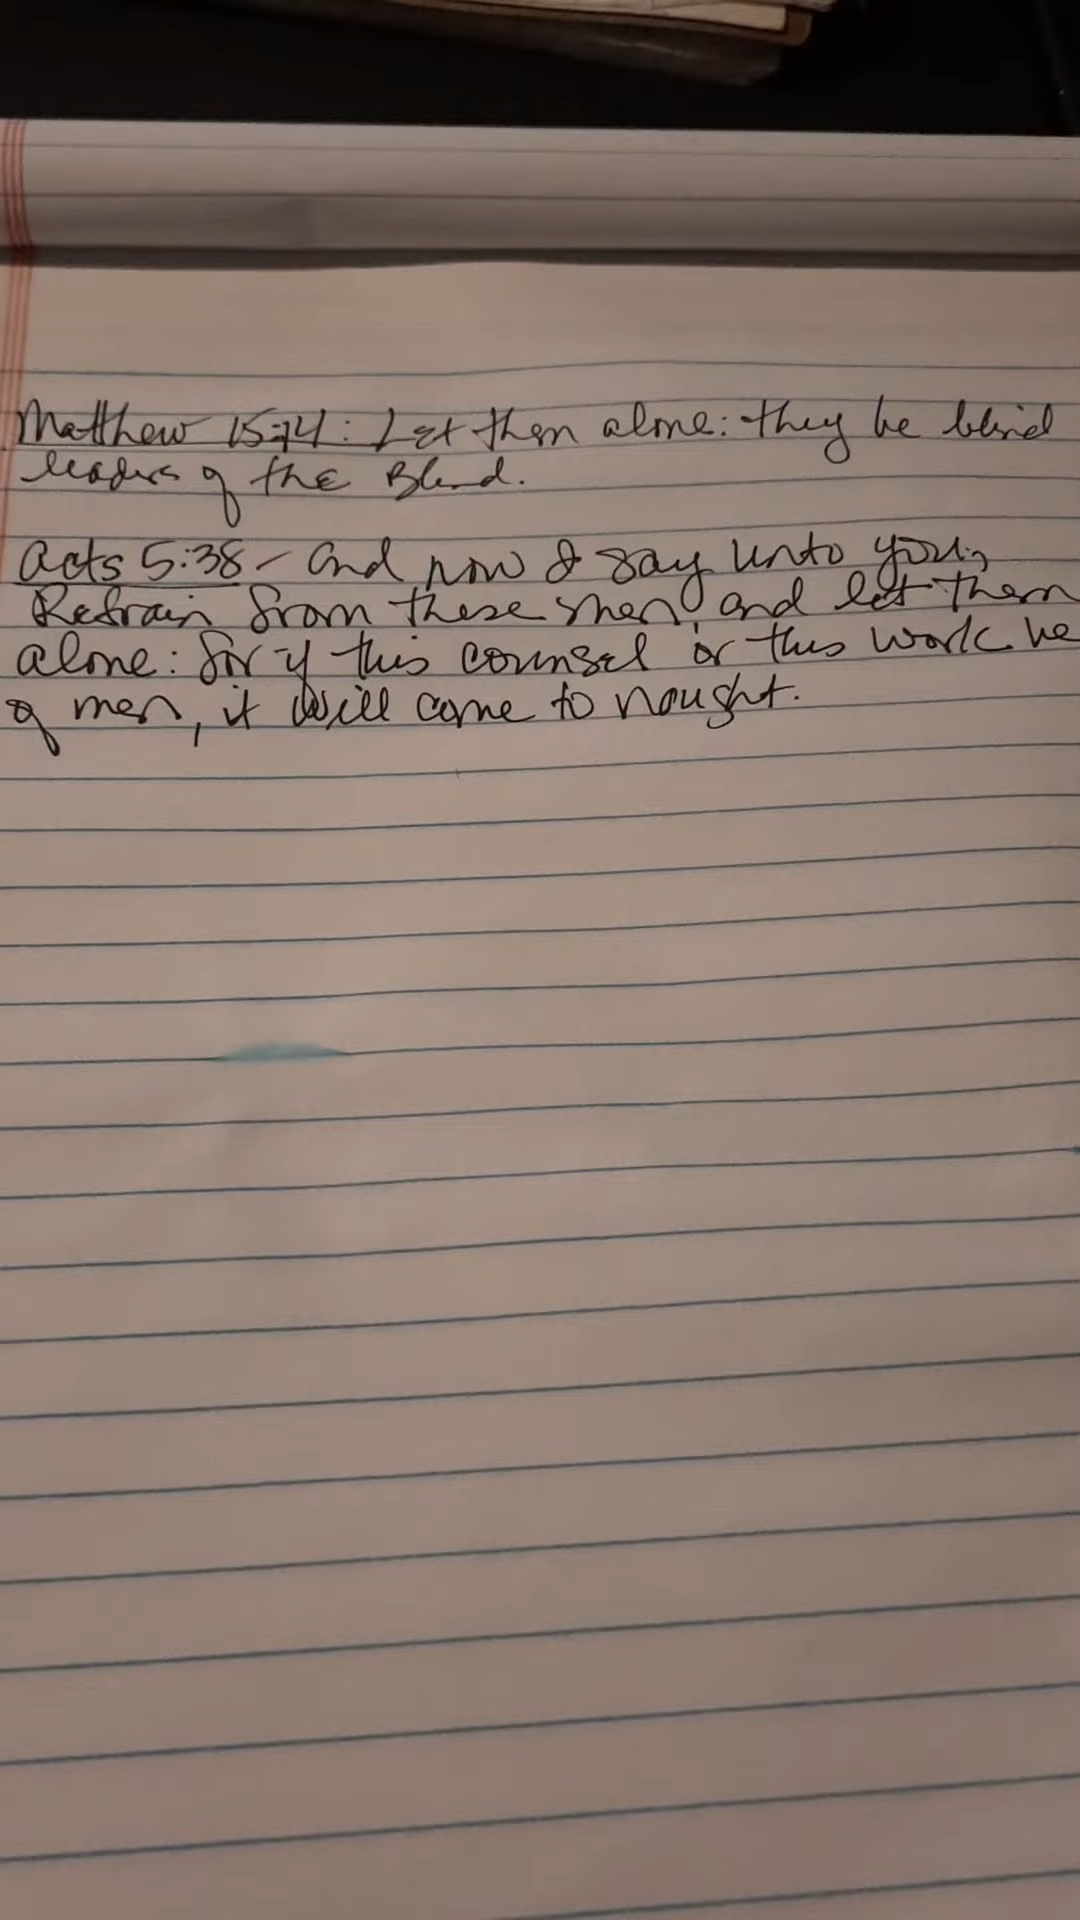 Matthew 15:14: Let them alone: they be blind
leaders of the Blind.
Acts 5:38 - And now I say unto you,
Refrain from these men, and let them
alone: for if this counsel or this work be
of men, it will come to nought.